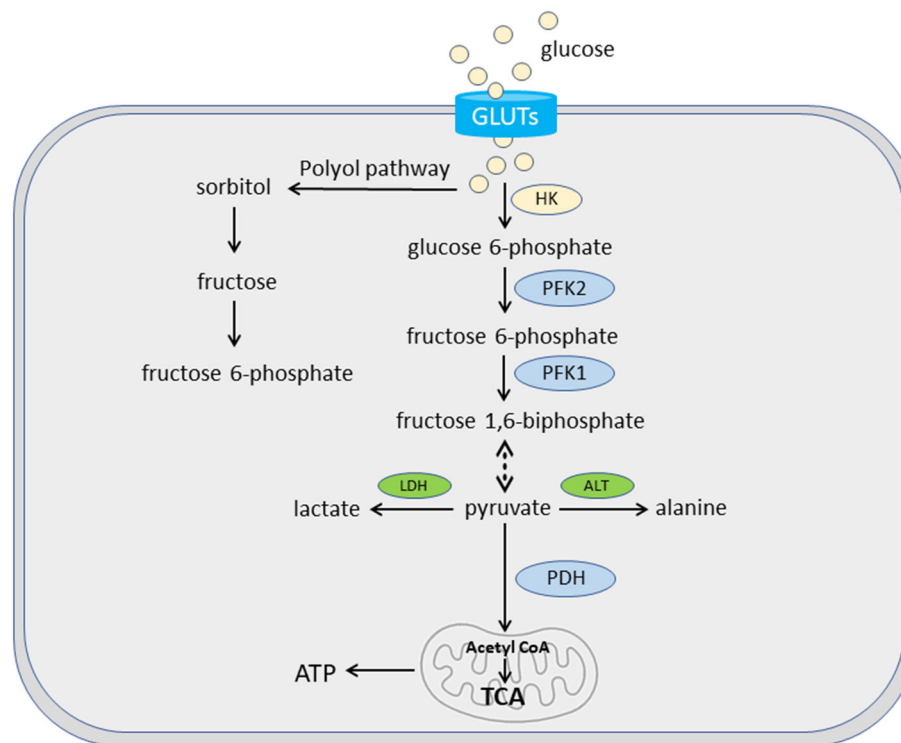 glucose
GLUTs
Polyol pathway
sorbitol
HK
glucose 6-phosphate
fructose
PFK2
fructose 6-phosphate
fructose 6-phosphate
PFK1
fructose 1,6-biphosphate
LDH
ALT
lactate
pyruvate
alanine
PDH
Acetyl CoA
ATP
TCA